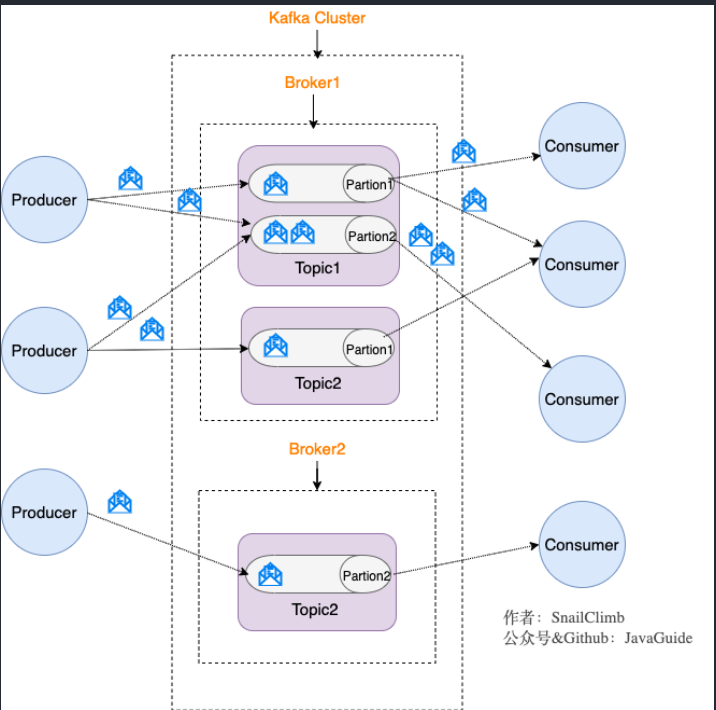 Kafka Cluster
Broker1
Producer
Partion1
Partion2
Topic1
Consumer
Consumer
Producer
Partion1
Topic2
Consumer
Broker2
Producer
Partion2
Topic2
Consumer
作者：SnailClimb
公众号&Github：JavaGuide